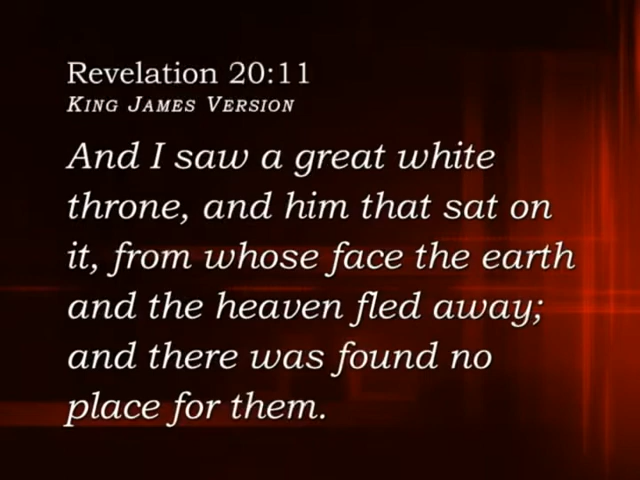 Revelation 20:11
King James Version
And I saw a great white
throne, and him that sat on
it, from whose face the earth
and the heaven fled away;
and there was found no
place for them.